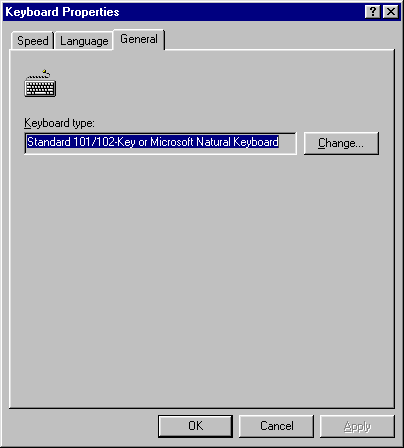 Keyboard Properties
Speed Language General
Keyboard type:
Standard 101/102-Key or Microsoft Natural Keyboard Change...
OK Cancel Apply